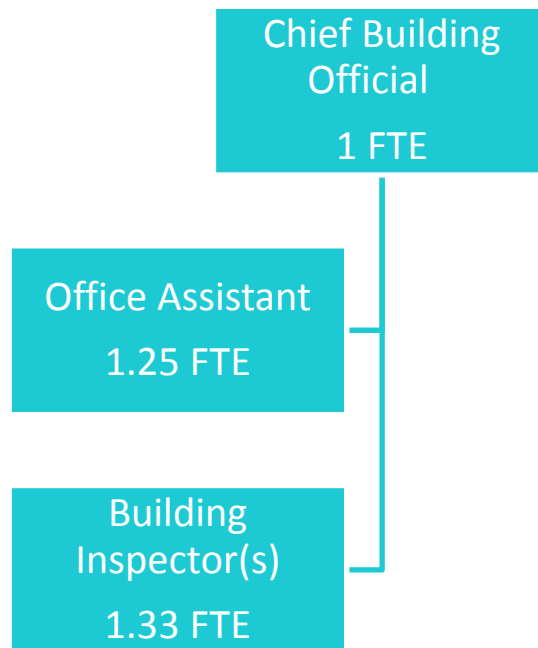 Chief Building
Official
1 FTE
Office Assistant
1.25 FTE
Building
Inspector(s)
1.33 FTE